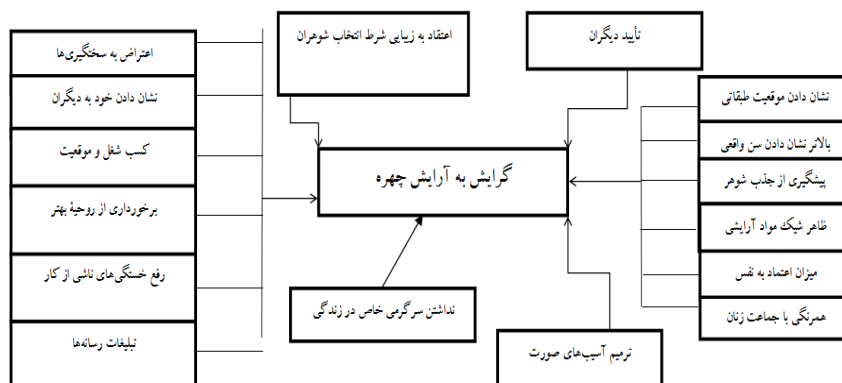 تأیید دیگران
اعتقاد به زیبایی شرط انتخاب شوهران
نشان دادن موقعیت طبقاتی
بالاتر نشان دادن سن واقعی
پیشگیری از جذب شوهر
ظاهر شیک مواد آرایشی
میزان اعتماد به نفس
همرنگی با جماعت زنان
گرایش به آرایش چهره
اعتراض به سختگیری‌ها
نشان دادن خود به دیگران
کسب شغل و موقعیت
برخورداری از روحیۀ بهتر
رفع خستگی‌های ناشی از کار
تبلیغات رسانه‌ها
نداشتن سرگرمی خاص در زندگی
ترمیم آسیب‌های صورت